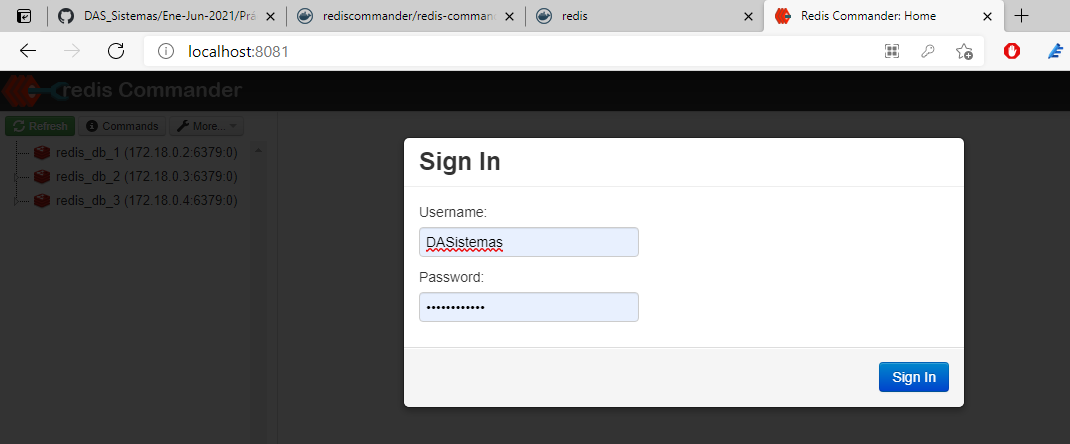 DAS_Sistemas/Ene-Jun-2021/Prá
rediscommander/redis-comman
redis
Redis Commander: Home
localhost:8081
redis Commander
Refresh
Commands
More...
redis_db_1 (172.18.0.2:6379:0)
redis_db_2 (172.18.0.3:6379:0)
redis_db_3 (172.18.0.4:6379:0)
Sign In
Username:
DASistemas
Password:
••••••••••••
Sign In